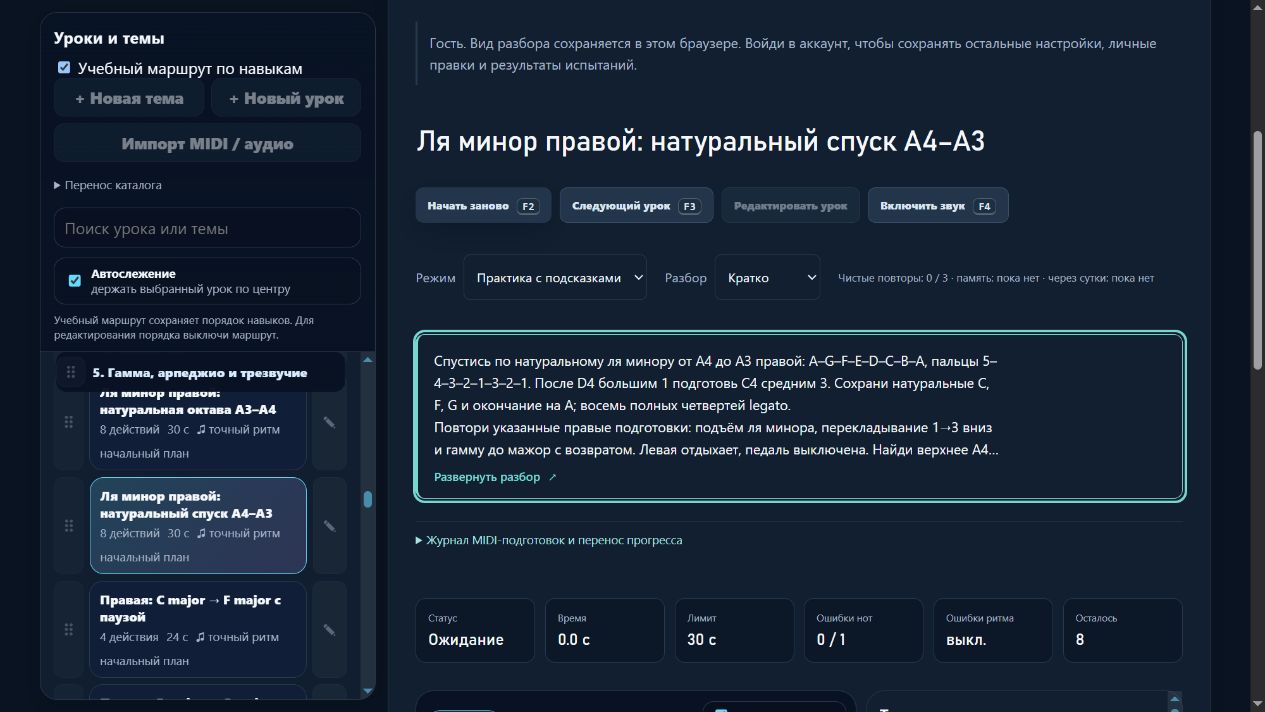 Уроки и темы
Учебный маршрут по навыкам
+ Новая тема
+ Новый урок
Импорт MIDI / аудио
Перенос каталога
Поиск урока или темы
Автослежение
держать выбранный урок по центру
Учебный маршрут сохраняет порядок навыков. Для
редактирования порядка выключи маршрут.
5. Гамма, арпеджио и трезвучие
Ля минор правой:
натуральная октава A3–A4
8 действий 30 с ♫ точный ритм
начальный план
Ля минор правой:
натуральный спуск A4–A3
8 действий 30 с ♫ точный ритм
начальный план
Правая: C major → F major с
паузой
4 действия 24 с ♫ точный ритм
начальный план
Гость. Вид разбора сохраняется в этом браузере. Войди в аккаунт, чтобы сохранять остальные настройки, личные
правки и результаты испытаний.
Ля минор правой: натуральный спуск A4–A3
Начать заново F2
Следующий урок F3
Редактировать урок
Включить звук F4
Режим
Практика с подсказками
Разбор
Кратко
Чистые повторы: 0 / 3 · память: пока нет · через сутки: пока нет
Спустись по натуральному ля минору от A4 до A3 правой: A–G–F–E–D–C–B–A, пальцы 5–
4–3–2–1–3–2–1. После D4 большим 1 подготовь C4 средним 3. Сохрани натуральные C,
F, G и окончание на A; восемь полных четвертей legato.
Повтори указанные правые подготовки: подъём ля минора, перекладывание 1→3 вниз
и гамму до мажор с возвратом. Левая отдыхает, педаль выключена. Найди верхнее A4...
Развернуть разбор ↗
Журнал MIDI-подготовок и перенос прогресса
Статус
Ожидание
Время
0.0 с
Лимит
30 с
Ошибки нот
0 / 1
Ошибки ритма
выкл.
Осталось
8